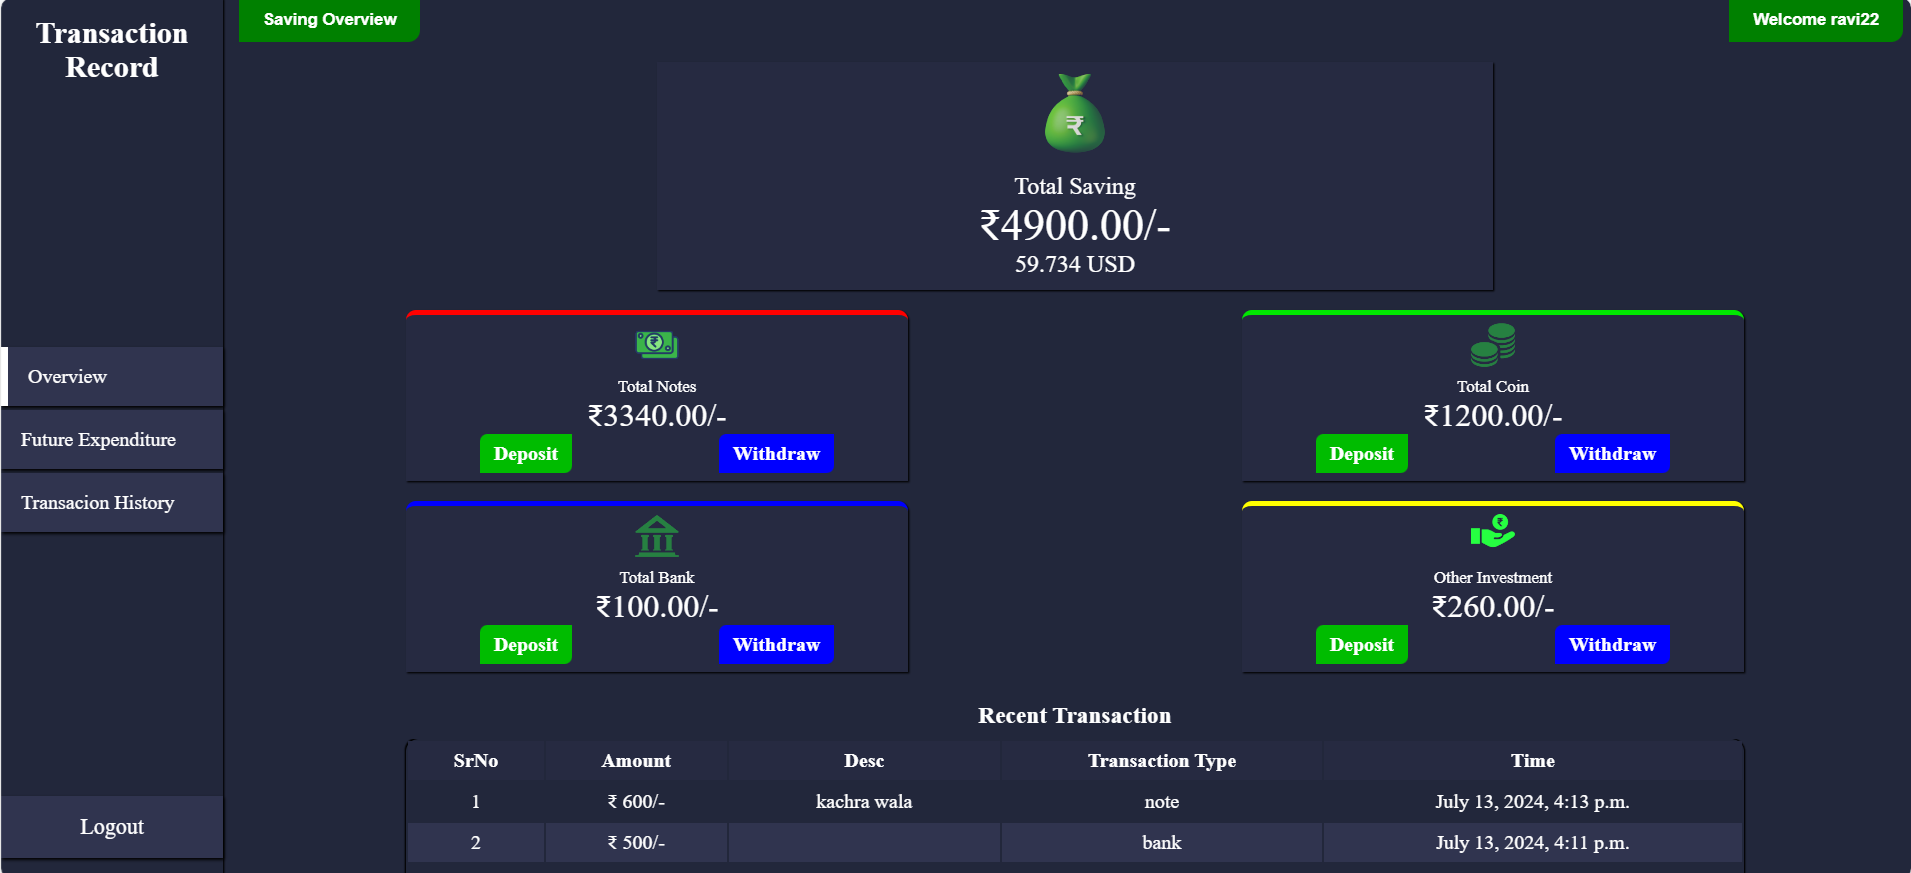 Transaction
Record
Saving Overview
Welcome ravi22
₹
Total Saving
₹4900.00/-
59.734 USD
Overview
Future Expenditure
Transacion History
Logout
₹
Total Notes
₹3340.00/-
Deposit Withdraw
Total Coin
₹1200.00/-
Deposit Withdraw
Total Bank
₹100.00/-
Deposit Withdraw
₹
Other Investment
₹260.00/-
Deposit Withdraw
Recent Transaction
SrNo Amount Desc Transaction Type Time
1 ₹ 600/- kachra wala note July 13, 2024, 4:13 p.m.
2 ₹ 500/- bank July 13, 2024, 4:11 p.m.